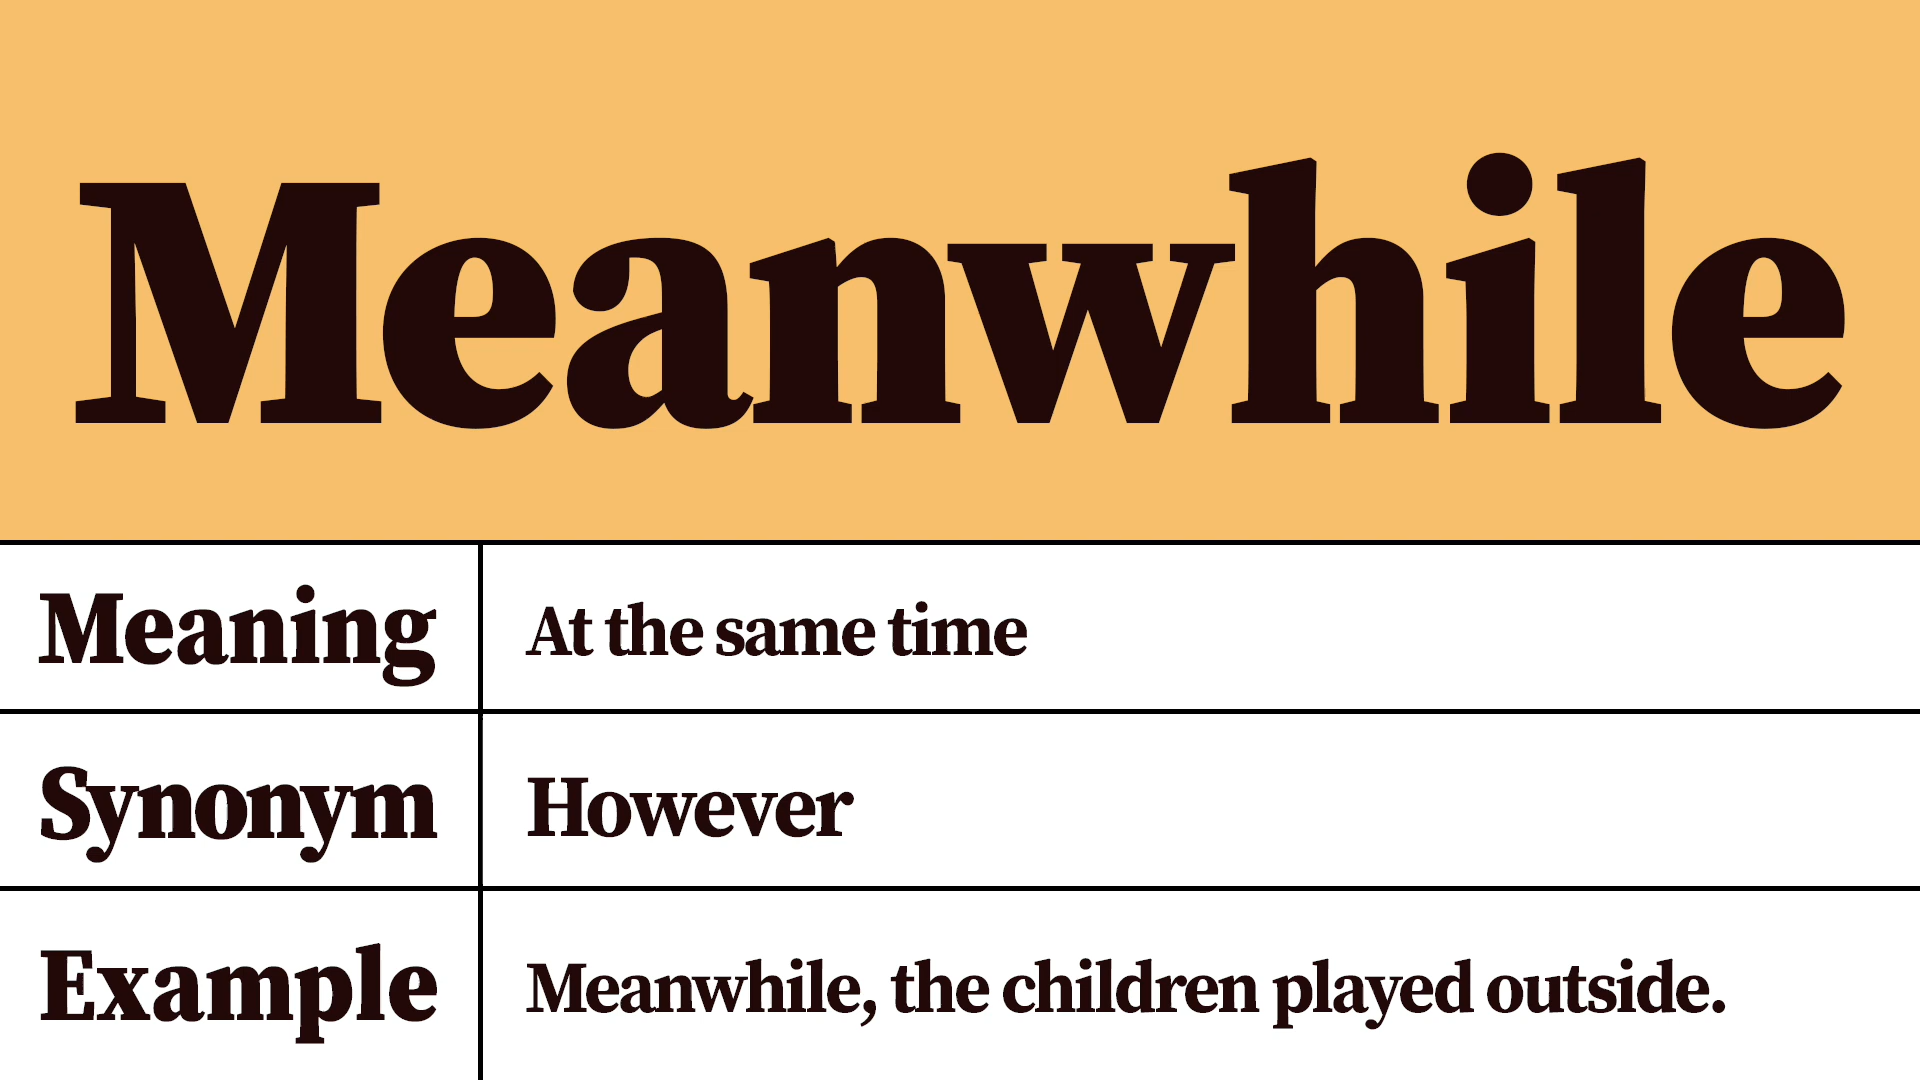 Meanwhile
Meaning
At the same time
Synonym
However
Example
Meanwhile, the children played outside.